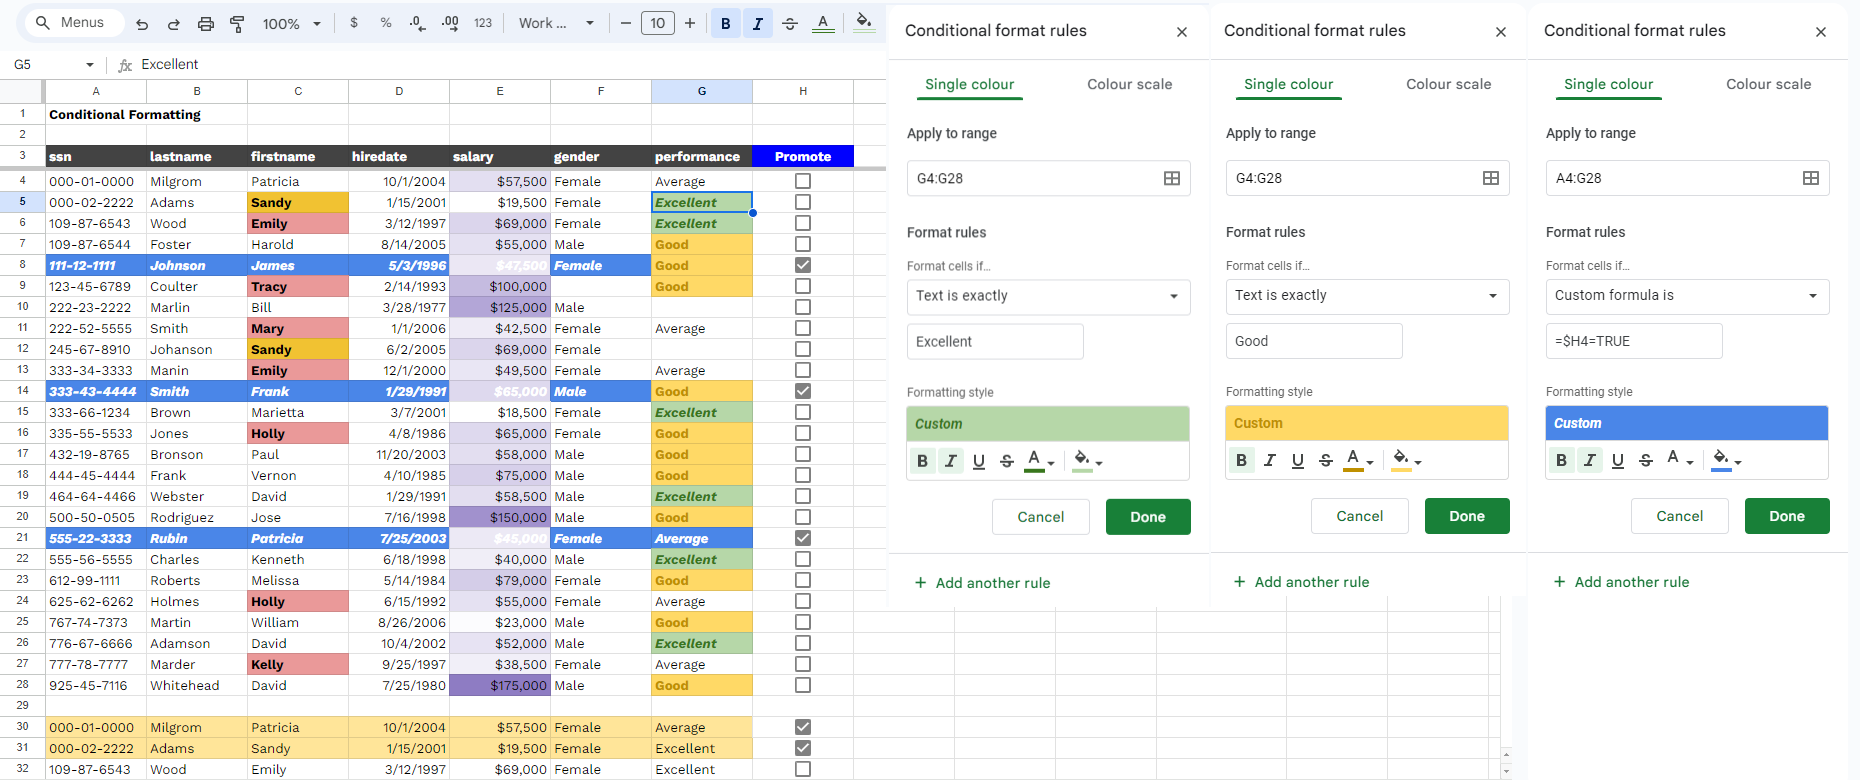 Menus 100% $ % .0 .00 123 Work ... − 10 + B I S A
G5 fx Excellent
A B C D E F G H
1 Conditional Formatting
2
3 ssn lastname firstname hiredate salary gender performance Promote
4 000-01-0000 Milgrom Patricia 10/1/2004 $57,500 Female Average
5 000-02-2222 Adams Sandy 1/15/2001 $19,500 Female Excellent
6 109-87-6543 Wood Emily 3/12/1997 $69,000 Female Excellent
7 109-87-6544 Foster Harold 8/14/2005 $55,000 Male Good
8 111-12-1111 Johnson James 5/3/1996 $47,500 Female Good
9 123-45-6789 Coulter Tracy 2/14/1993 $100,000 Good
10 222-23-2222 Marlin Bill 3/28/1977 $125,000 Male
11 222-52-5555 Smith Mary 1/1/2006 $42,500 Female Average
12 245-67-8910 Johanson Sandy 6/2/2005 $69,000 Female
13 333-34-3333 Manin Emily 12/1/2000 $49,500 Female Average
14 333-43-4444 Smith Frank 1/29/1991 $65,000 Male Good
15 333-66-1234 Brown Marietta 3/7/2001 $18,500 Female Excellent
16 335-55-5533 Jones Holly 4/8/1986 $65,000 Female Good
17 432-19-8765 Bronson Paul 11/20/2003 $58,000 Male Good
18 444-45-4444 Frank Vernon 4/10/1985 $75,000 Male Good
19 464-64-4466 Webster David 1/29/1991 $58,500 Male Excellent
20 500-50-0505 Rodriguez Jose 7/16/1998 $150,000 Male Good
21 555-22-3333 Rubin Patricia 7/25/2003 $45,000 Female Average
22 555-56-5555 Charles Kenneth 6/18/1998 $40,000 Male Excellent
23 612-99-1111 Roberts Melissa 5/14/1984 $79,000 Female Good
24 625-62-6262 Holmes Holly 6/15/1992 $55,000 Female Average
25 767-74-7373 Martin William 8/26/2006 $23,000 Male Good
26 776-67-6666 Adamson David 10/4/2002 $52,000 Male Excellent
27 777-78-7777 Marder Kelly 9/25/1997 $38,500 Female Average
28 925-45-7116 Whitehead David 7/25/1980 $175,000 Male Good
29
30 000-01-0000 Milgrom Patricia 10/1/2004 $57,500 Female Average
31 000-02-2222 Adams Sandy 1/15/2001 $19,500 Female Excellent
32 109-87-6543 Wood Emily 3/12/1997 $69,000 Female Excellent
Conditional format rules
Single colour Colour scale
Apply to range
G4:G28
Format rules
Format cells if...
Text is exactly
Excellent
Formatting style
Custom
B I U S A
Cancel Done
+ Add another rule
Conditional format rules
Single colour Colour scale
Apply to range
G4:G28
Format rules
Format cells if...
Text is exactly
Good
Formatting style
Custom
B I U S A
Cancel Done
+ Add another rule
Conditional format rules
Single colour Colour scale
Apply to range
A4:G28
Format rules
Format cells if...
Custom formula is
=$H4=TRUE
Formatting style
Custom
B I U S A
Cancel Done
+ Add another rule